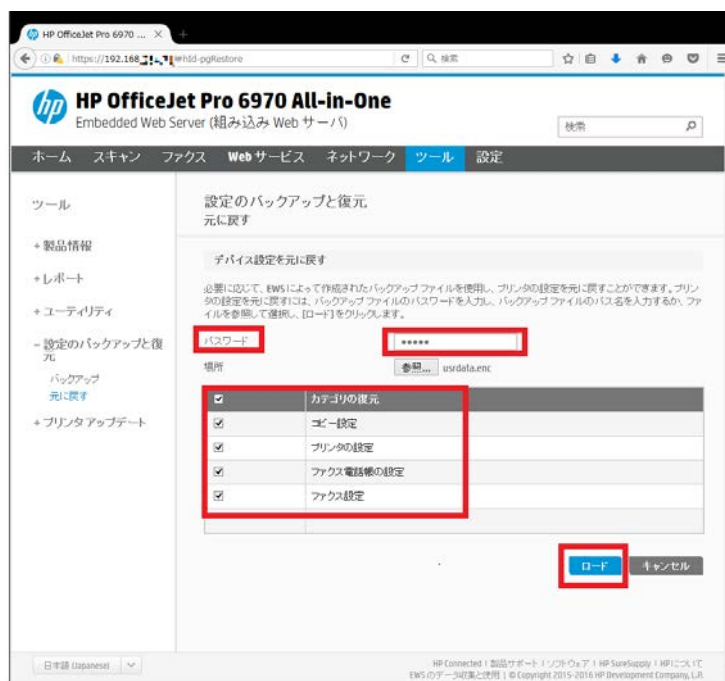 HP OfficeJet Pro 6970 ...
https://192.168
#hId-pgRestore
検索
hp
HP OfficeJet Pro 6970 All-in-One
Embedded Web Server (組み込み Web サーバ)
検索
ホーム スキャン ファクス Web サービス ネットワーク ツール 設定
ツール
+ 製品情報
+ レポート
+ ユーティリティ
- 設定のバックアップと復元
バックアップ
元に戻す
+ プリンタ アップデート
設定のバックアップと復元
元に戻す
デバイス設定を元に戻す
必要に応じて、EWS によって作成されたバックアップ ファイルを使用し、プリンタの設定を元に戻すことができます。プリン
タの設定を元に戻すには、バックアップ ファイルのパスワードを入力し、バックアップ ファイルのパス名を入力するか、ファ
イルを参照して選択し、[ロード] をクリックします。
パスワード •••••
場所 参照... usrdata.enc
カテゴリの復元
コピー設定
プリンタの設定
ファクス電話帳の設定
ファクス設定
ロード キャンセル
日本語 (Japanese)
HP Connected | 製品サポート | ソフトウェア | HP SureSupply | HP について
EWS のデータ収集と使用 | © Copyright 2015-2016 HP Development Company, L.P.